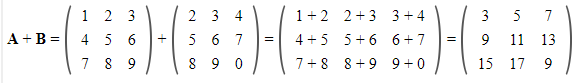 A + B = ( 1 2 3 ) + ( 2 3 4 ) = ( 1+2 2+3 3+4 ) = ( 3 5 7 )
( 4 5 6 ) ( 5 6 7 ) ( 4+5 5+6 6+7 ) ( 9 11 13 )
( 7 8 9 ) ( 8 9 0 ) ( 7+8 8+9 9+0 ) ( 15 17 9 )